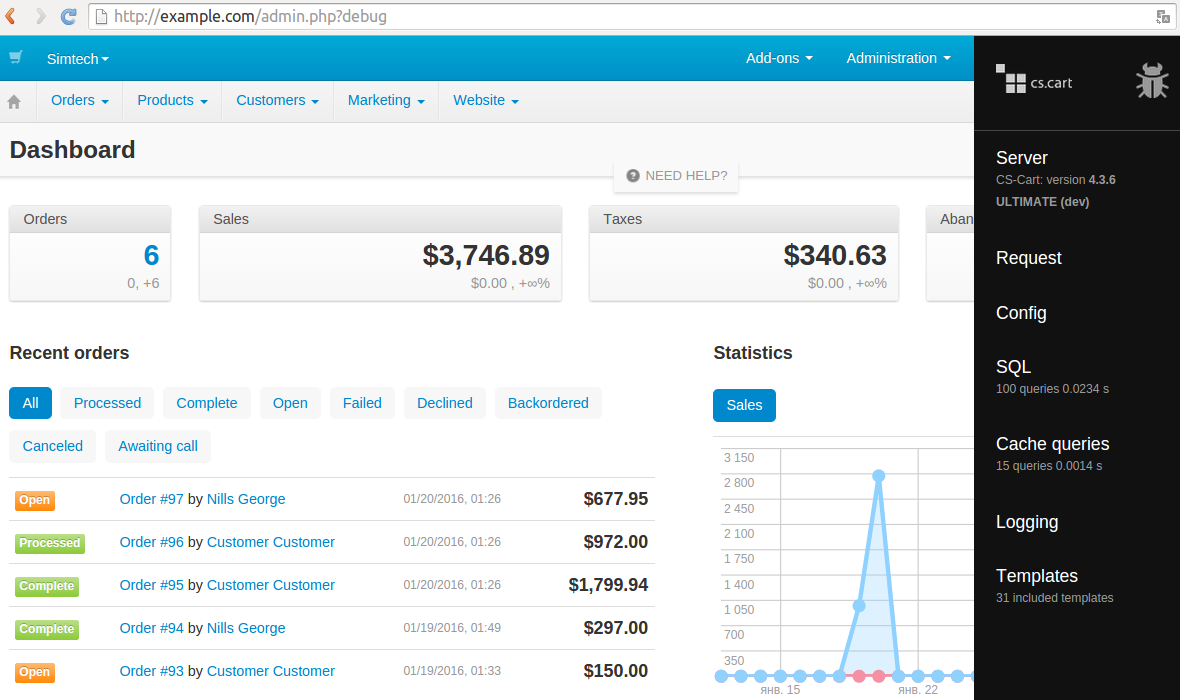 http://example.com/admin.php?debug
Simtech
Add-ons
Administration
Orders
Products
Customers
Marketing
Website
Dashboard
NEED HELP?
Orders
6
0, +6
Sales
$3,746.89
$0.00 , +∞%
Taxes
$340.63
$0.00 , +∞%
Aban
Recent orders
All
Processed
Complete
Open
Failed
Declined
Backordered
Canceled
Awaiting call
Open
Order #97 by Nills George
01/20/2016, 01:26
$677.95
Processed
Order #96 by Customer Customer
01/20/2016, 01:26
$972.00
Complete
Order #95 by Customer Customer
01/20/2016, 01:26
$1,799.94
Complete
Order #94 by Nills George
01/19/2016, 01:49
$297.00
Open
Order #93 by Customer Customer
01/19/2016, 01:33
$150.00
Statistics
Sales
3 150
2 800
2 450
2 100
1 750
1 400
1 050
700
350
янв. 15
янв. 22
cs.cart
Server
CS-Cart: version 4.3.6
ULTIMATE (dev)
Request
Config
SQL
100 queries 0.0234 s
Cache queries
15 queries 0.0014 s
Logging
Templates
31 included templates